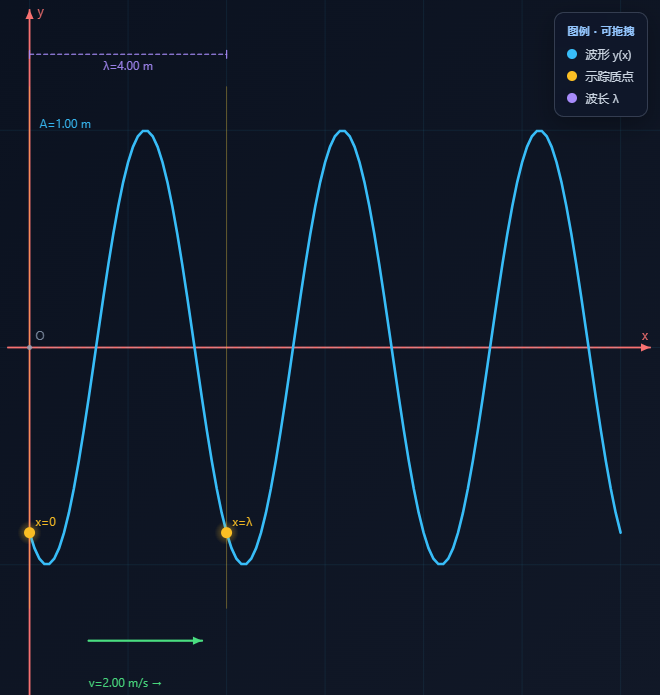 y
图例 · 可拖拽
波形 y(x)
示踪质点
波长 λ
λ=4.00 m
A=1.00 m
O
x
x=0
x=λ
v=2.00 m/s →